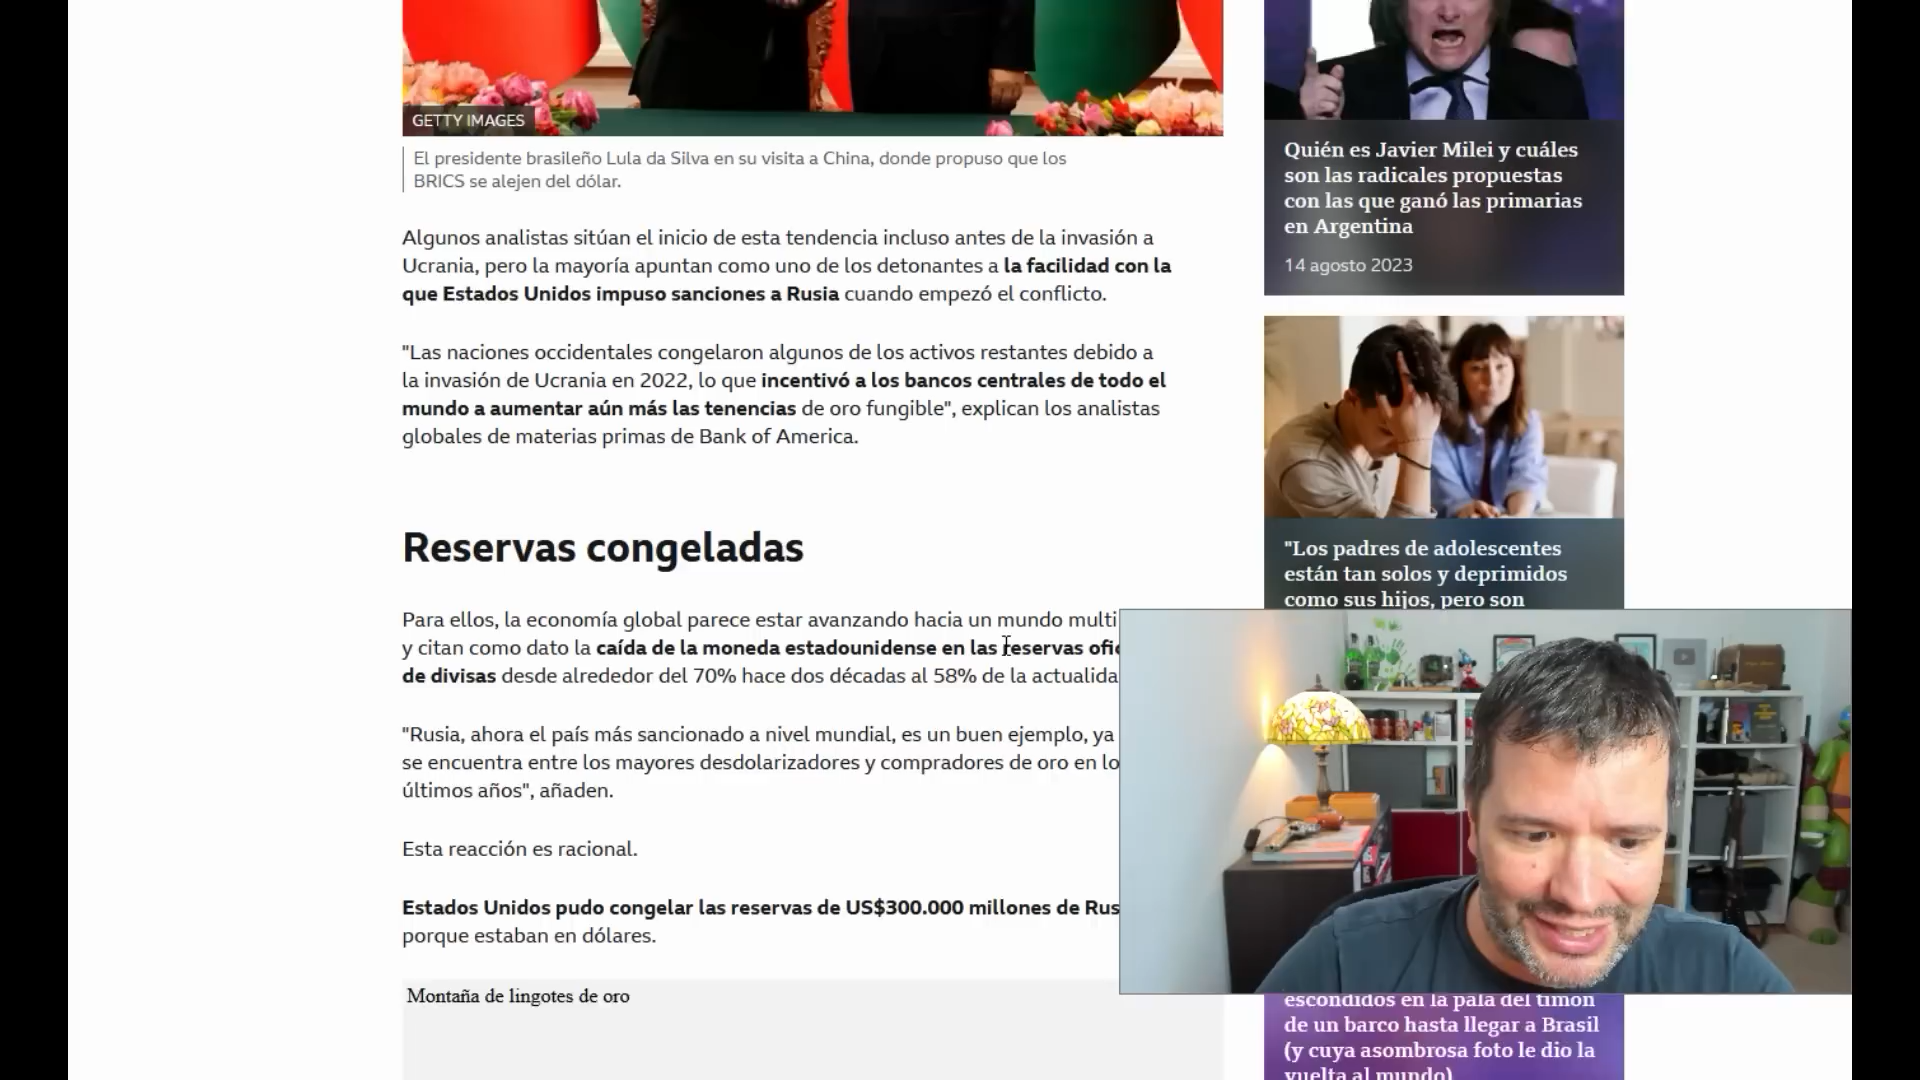 GETTY IMAGES
El presidente brasileño Lula da Silva en su visita a China, donde propuso que los
BRICS se alejen del dólar.
Algunos analistas sitúan el inicio de esta tendencia incluso antes de la invasión a
Ucrania, pero la mayoría apuntan como uno de los detonantes a la facilidad con la
que Estados Unidos impuso sanciones a Rusia cuando empezó el conflicto.
"Las naciones occidentales congelaron algunos de los activos restantes debido a
la invasión de Ucrania en 2022, lo que incentivó a los bancos centrales de todo el
mundo a aumentar aún más las tenencias de oro fungible", explican los analistas
globales de materias primas de Bank of America.
Reservas congeladas
Para ellos, la economía global parece estar avanzando hacia un mundo multi
y citan como dato la caída de la moneda estadounidense en las reservas ofic
de divisas desde alrededor del 70% hace dos décadas al 58% de la actualida
"Rusia, ahora el país más sancionado a nivel mundial, es un buen ejemplo, ya
se encuentra entre los mayores desdolarizadores y compradores de oro en lo
últimos años", añaden.
Esta reacción es racional.
Estados Unidos pudo congelar las reservas de US$300.000 millones de Rus
porque estaban en dólares.
Montaña de lingotes de oro
Quién es Javier Milei y cuáles
son las radicales propuestas
con las que ganó las primarias
en Argentina
14 agosto 2023
"Los padres de adolescentes
están tan solos y deprimidos
como sus hijos, pero son
escondidos en la pala del timón
de un barco hasta llegar a Brasil
(y cuya asombrosa foto le dio la
vuelta al mundo)